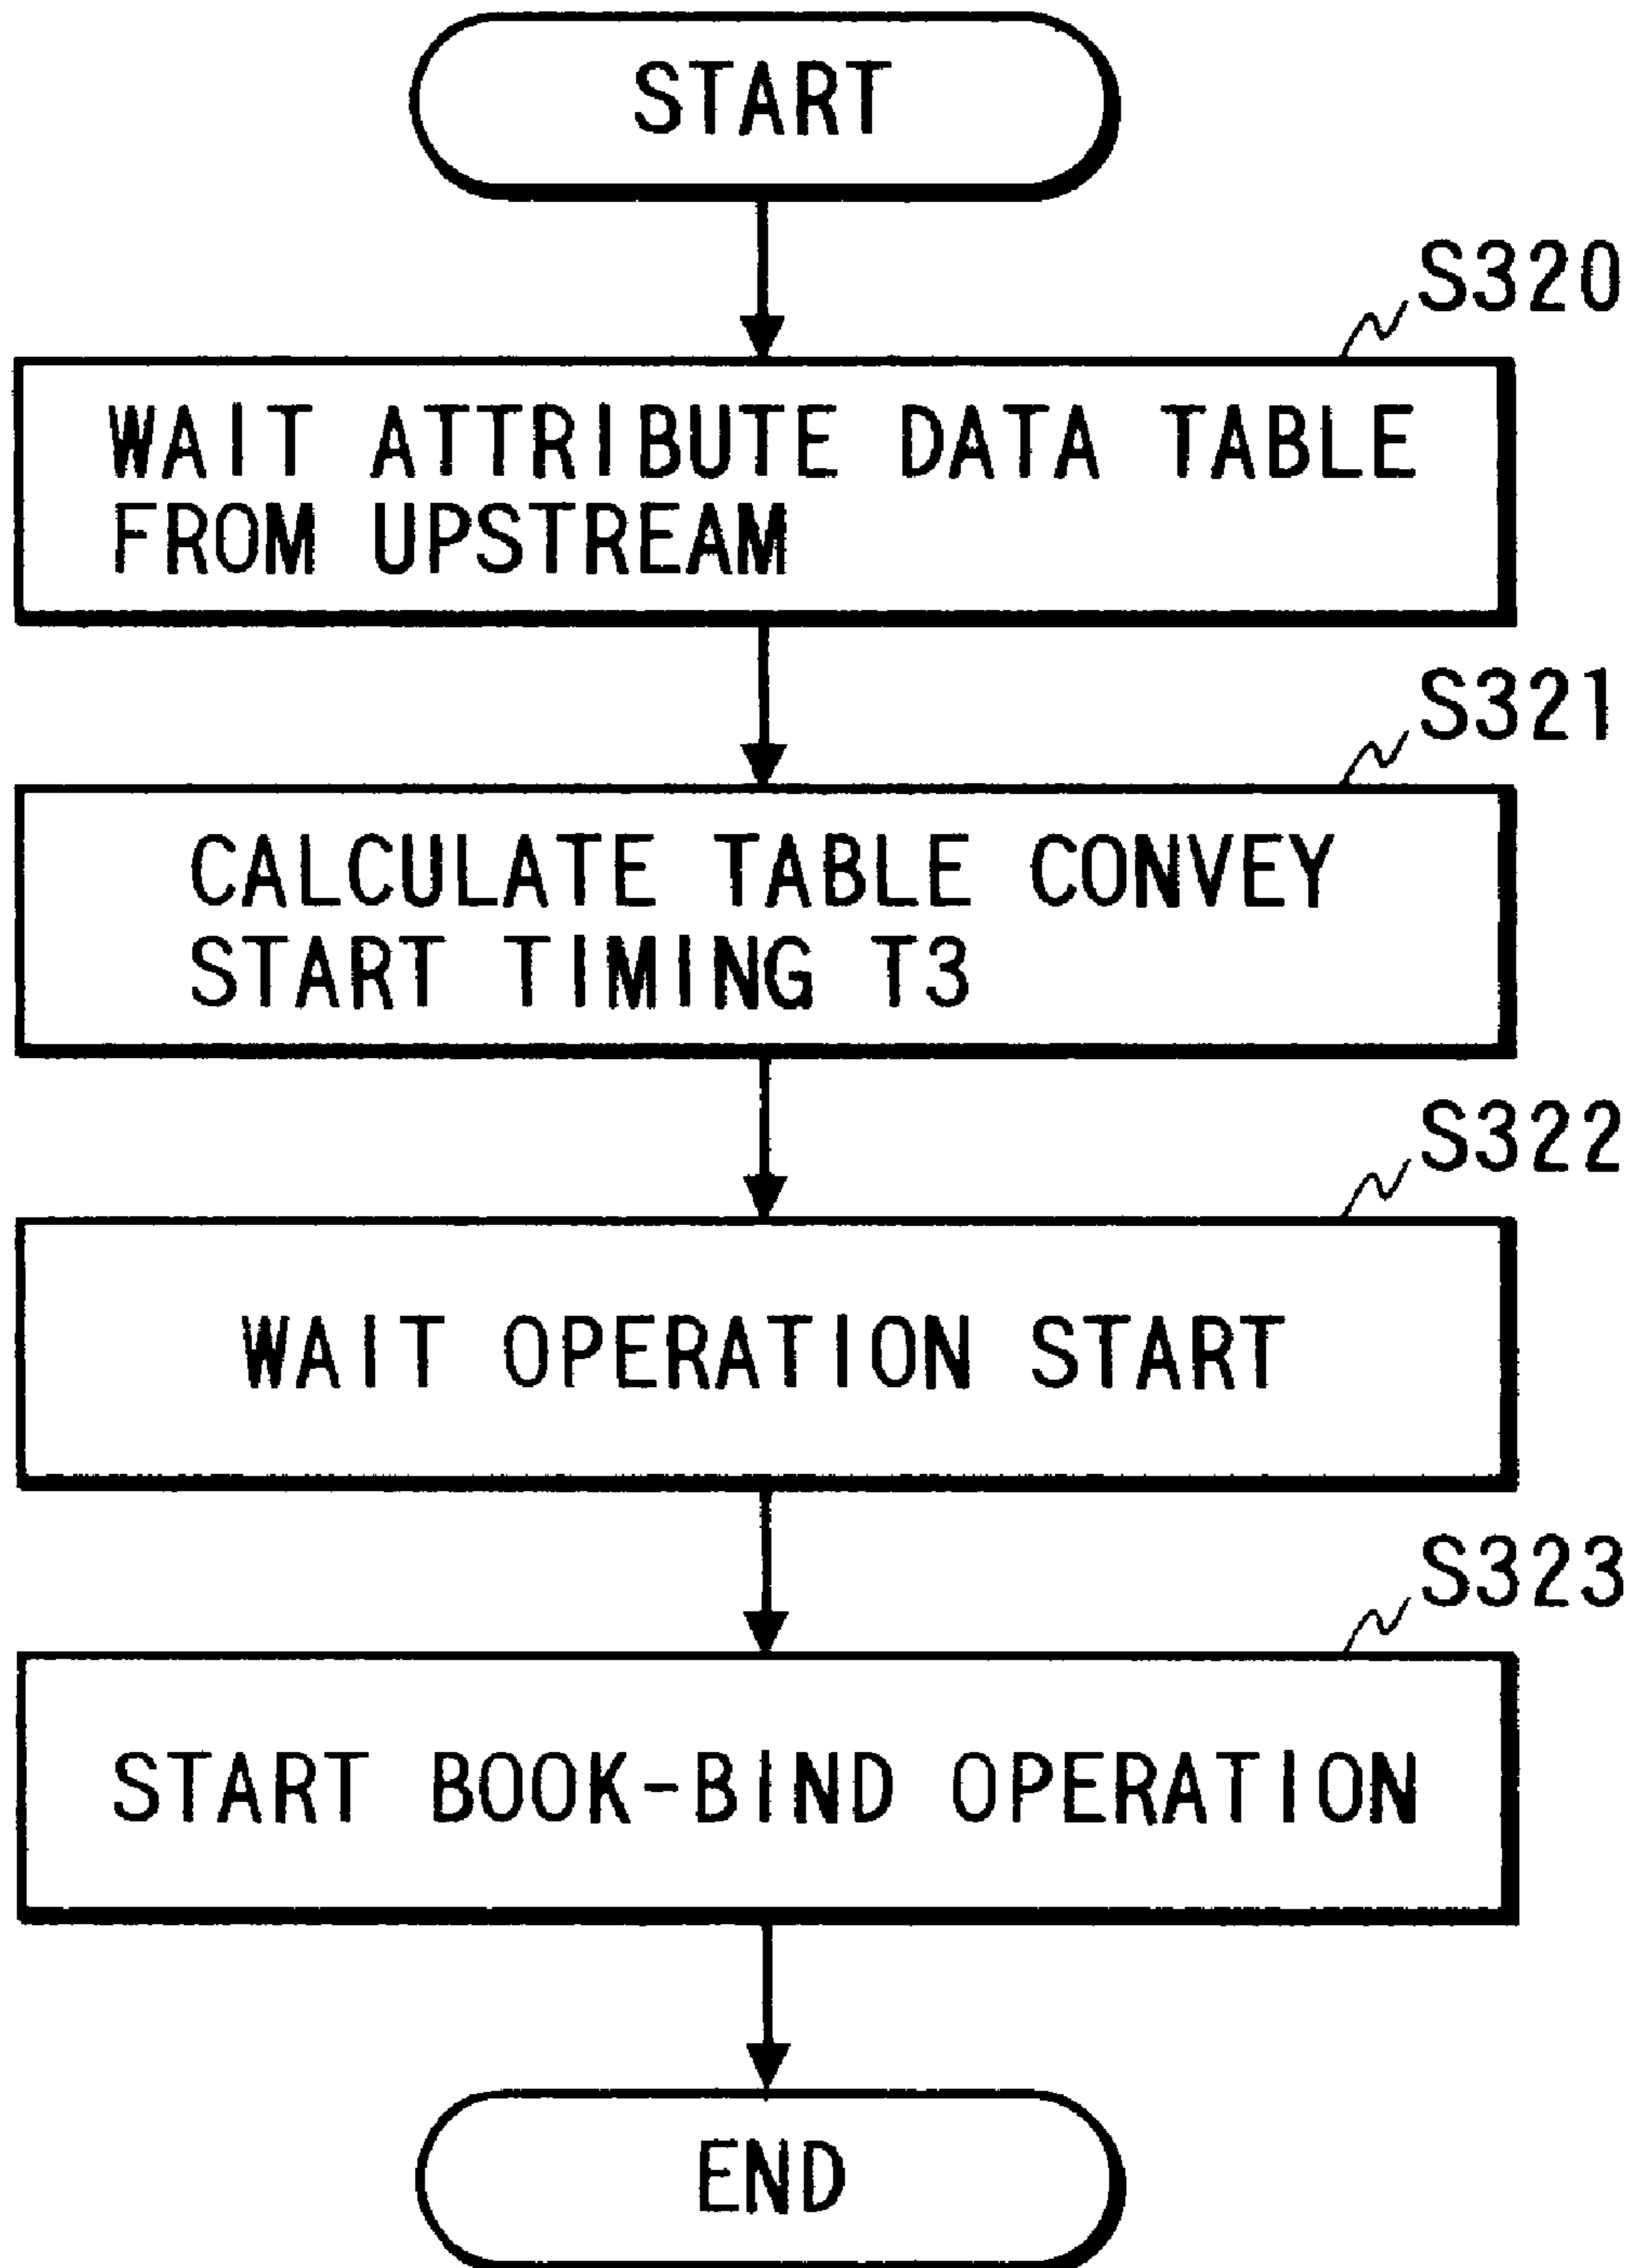 START
S320
WAIT ATTRIBUTE DATA TABLE
FROM UPSTREAM
S321
CALCULATE TABLE CONVEY
START TIMING T3
S322
WAIT OPERATION START
S323
START BOOK-BIND OPERATION
END